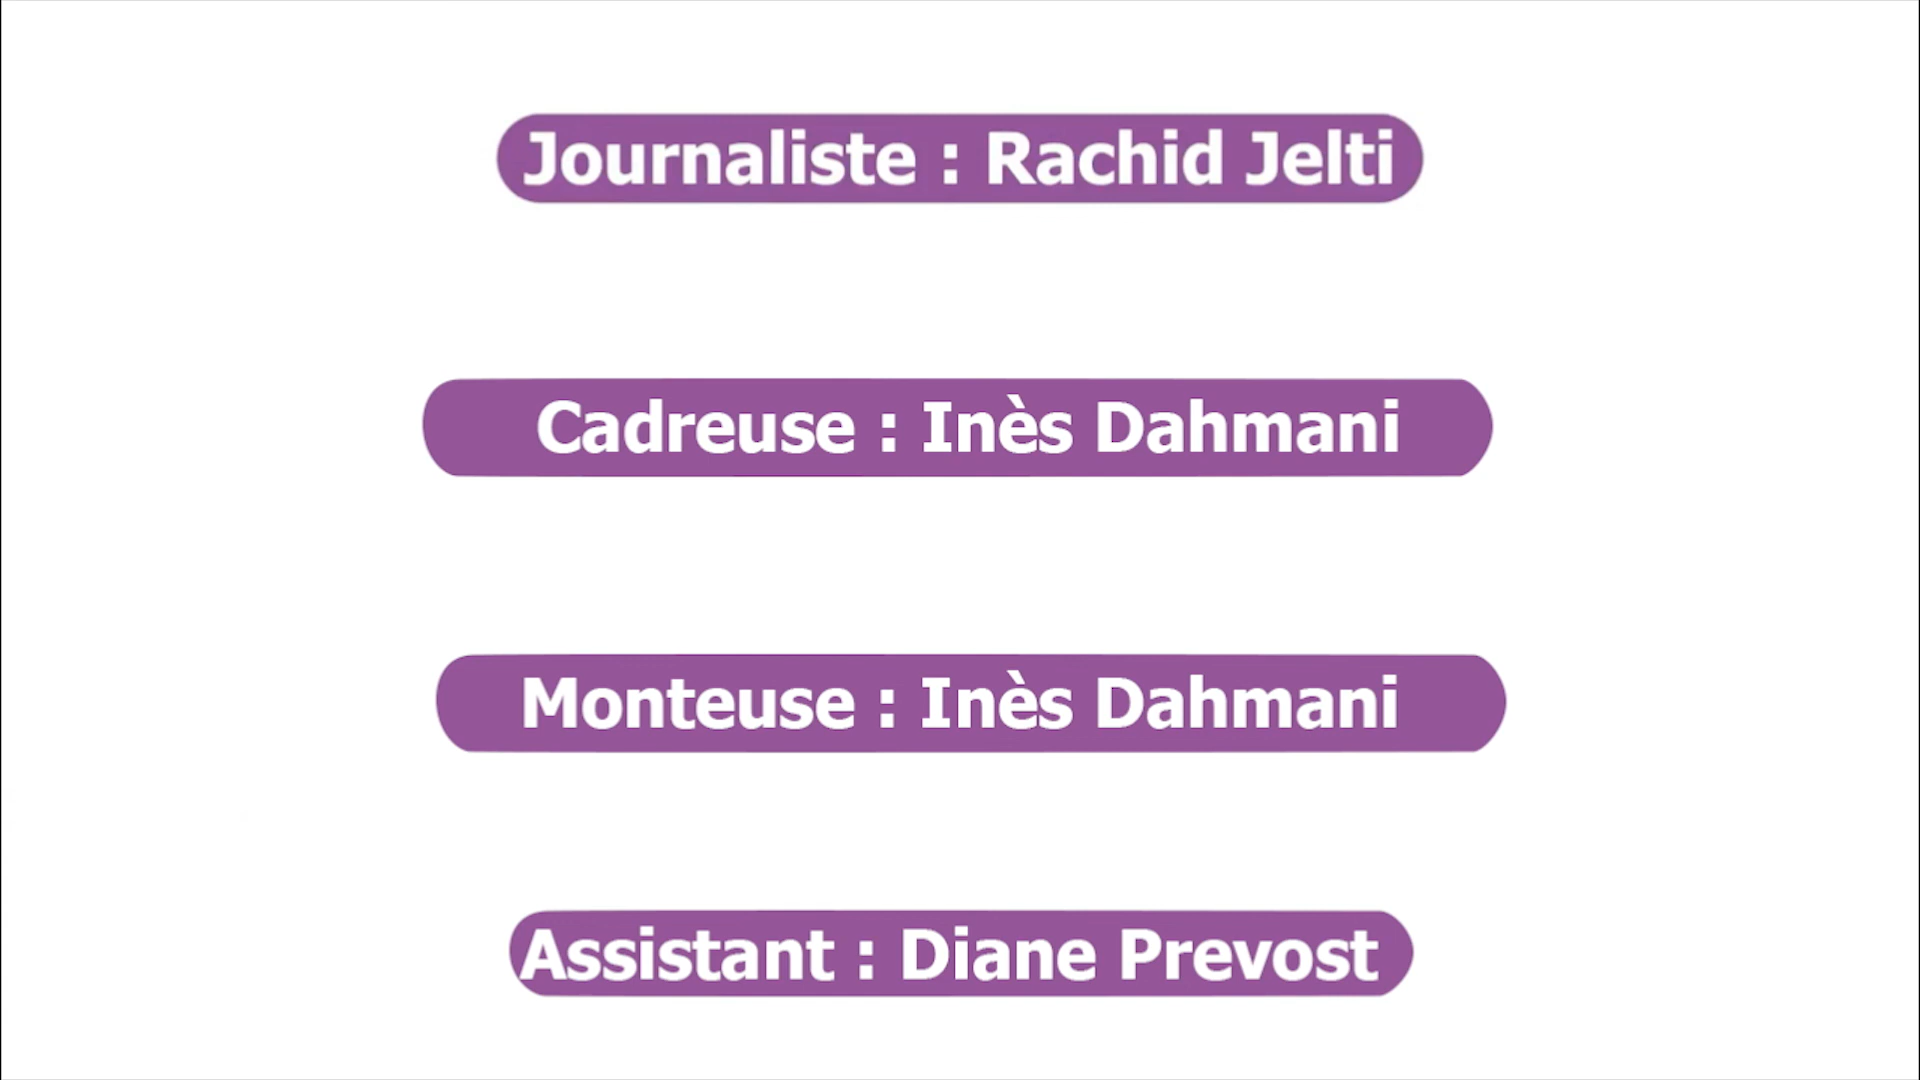 Journaliste : Rachid Jelti
Cadreuse : Inès Dahmani
Monteuse : Inès Dahmani
Assistant : Diane Prevost